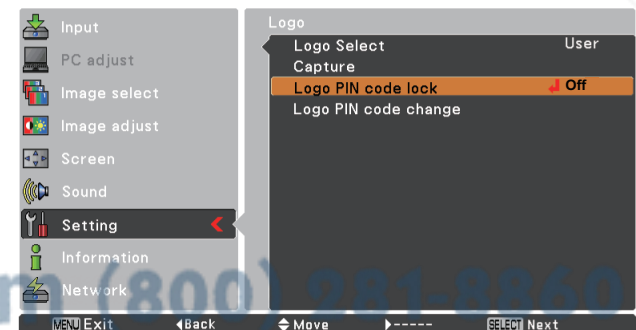 Input
PC adjust
Image select
Image adjust
Screen
Sound
Setting
Information
Network
Logo
Logo Select User
Capture
Logo PIN code lock Off
Logo PIN code change
m (800) 281-8860
MENU Exit ◀Back Move ▶----- SELECT Next